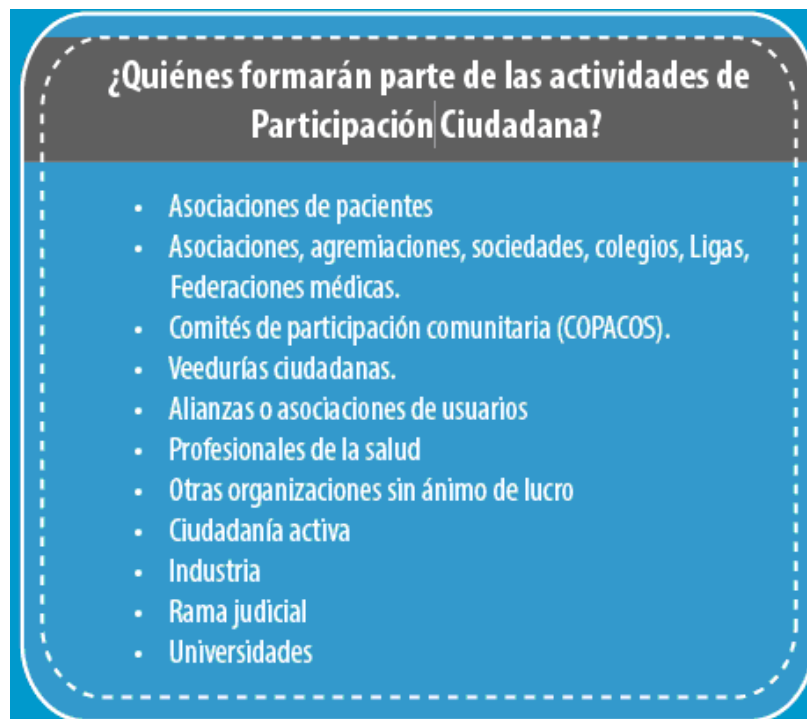 ¿Quiénes formarán parte de las actividades de
Participación Ciudadana?
• Asociaciones de pacientes
• Asociaciones, agremiaciones, sociedades, colegios, Ligas,
Federaciones médicas.
• Comités de participación comunitaria (COPACOS).
• Veedurías ciudadanas.
• Alianzas o asociaciones de usuarios
• Profesionales de la salud
• Otras organizaciones sin ánimo de lucro
• Ciudadanía activa
• Industria
• Rama judicial
• Universidades